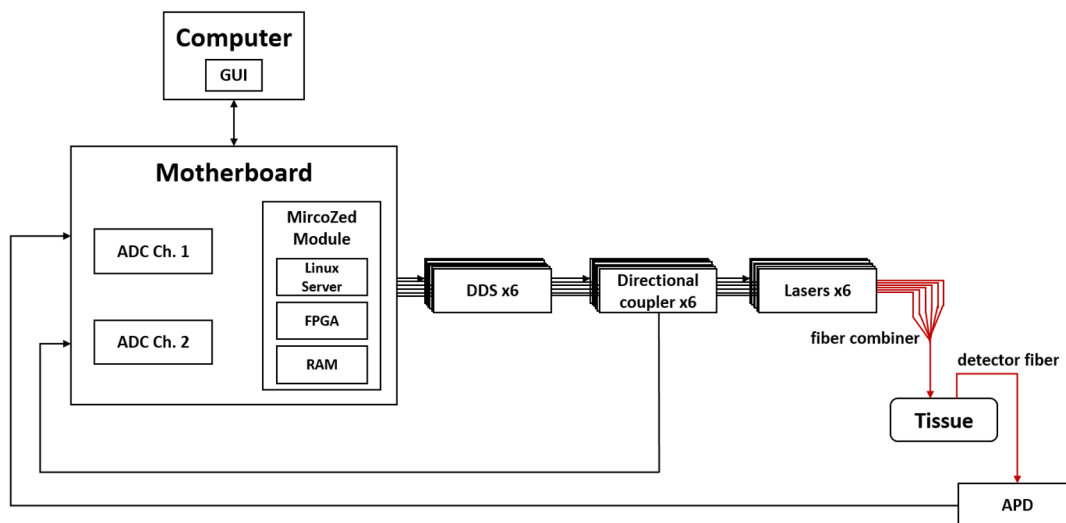 Computer
GUI
Motherboard
ADC Ch. 1
ADC Ch. 2
MircoZed
Module
Linux
Server
FPGA
RAM
DDS x6
Directional
coupler x6
Lasers x6
fiber combiner
detector fiber
Tissue
APD